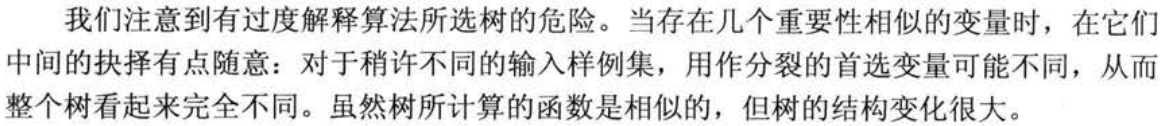 我们注意到有过度解释算法所选树的危险。当存在几个重要性相似的变量时，在它们
中间的抉择有点随意：对于稍许不同的输入样例集，用作分裂的首选变量可能不同，从而
整个树看起来完全不同。虽然树所计算的函数是相似的，但树的结构变化很大。